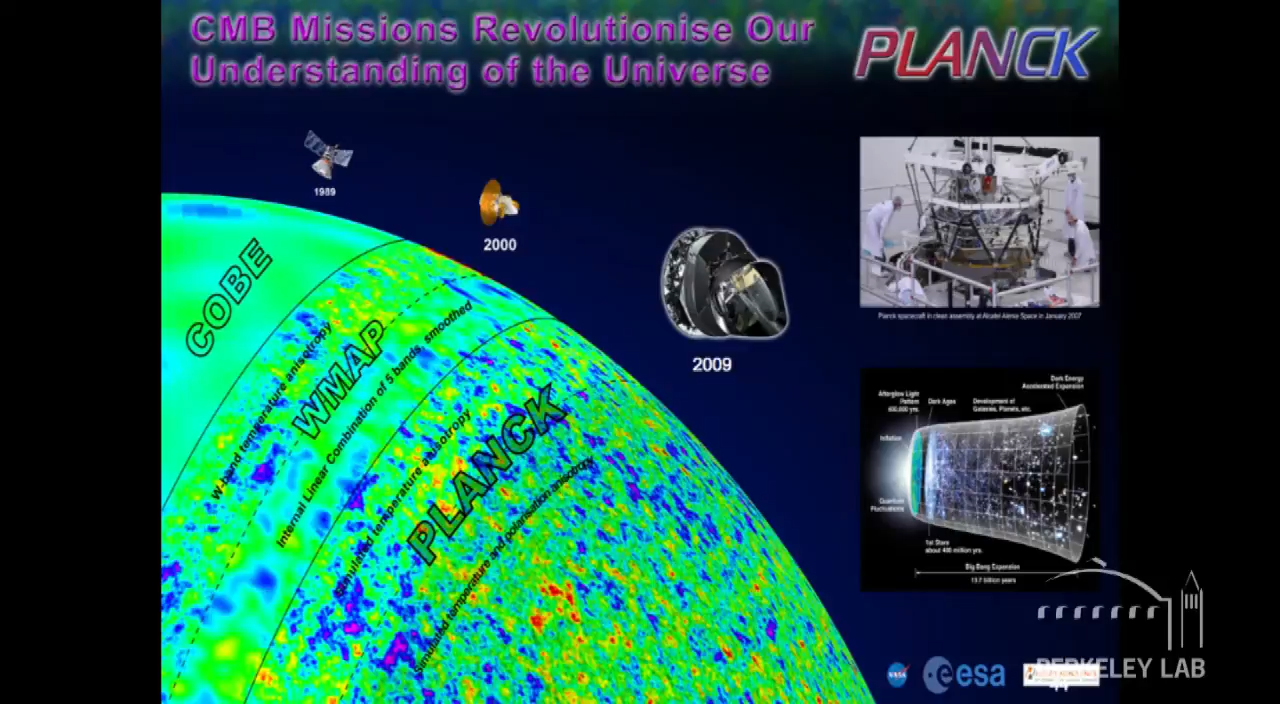 CMB Missions Revolutionise Our
Understanding of the Universe
PLANCK
1989
2000
2009
COBE
W-band temperature anisotropy
WMAP
Internal Linear Combination of 5 bands, smoothed
Simulated temperature anisotropy
PLANCK
Simulated temperature and polarisation anisotropy
Planck spacecraft in clean assembly at Alcatel Alenia Space in January 2007
Dark Energy
Accelerated Expansion
Afterglow Light
Pattern
400,000 yrs.
Dark Ages
Development of
Galaxies, Planets, etc.
Inflation
Quantum
Fluctuations
1st Stars
about 400 million yrs.
Big Bang Expansion
13.7 billion years
NASA
esa
BERKELEY LAB